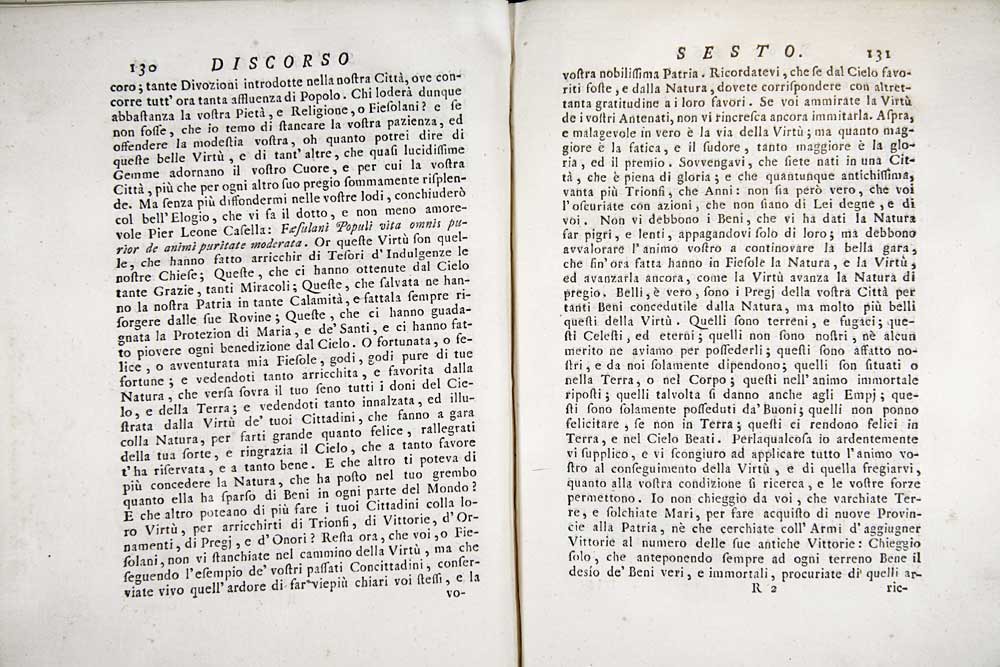 130 DISCORSO
coro; tante Divozioni introdotte nella noſtra Città, ove con-
corre tutt' ora tanta affluenza di Popolo. Chi loderà dunque
abbaſtanza la voſtra Pietà, e Religione, o Fieſolani? e ſe
non foſſe, che io temo di ſtancare la voſtra pazienza, ed
offendere la modeſtia voſtra, oh quanto potrei dire di
queſte belle Virtù, e di tant' altre, che quaſi lucidiſſime
Gemme adornano il voſtro Cuore, e per cui la voſtra
Città, più che per ogni altro ſuo pregio ſommamente riſplen-
de. Ma ſenza più diffondermi nelle voſtre lodi, conchiuderò
col bell' Elogio, che vi fa il dotto, e non meno amore-
vole Pier Leone Caſella: Fæſulani Populi vita omnis pu-
rior de animi puritate moderata. Or queſte Virtù ſon quel-
le, che hanno fatto arricchir di Teſori d' Indulgenze le
noſtre Chieſe; Queſte, che ci hanno ottenute dal Cielo
tante Grazie, tanti Miracoli; Queſte, che ſalvata ne han-
no la noſtra Patria in tante Calamità, e fattala ſempre ri-
ſorgere dalle ſue Rovine; Queſte, che ci hanno guada-
gnata la Protezion di Maria, e de' Santi, e ci hanno fat-
to piovere ogni benedizione dal Cielo. O fortunata, o fe-
lice, o avventurata mia Fieſole, godi, godi pure di tue
fortune; e vedendoti tanto arricchita, e favorita dalla
Natura, che verſa ſovra il tuo ſeno tutti i doni del Cie-
lo, e della Terra; e vedendoti tanto innalzata, ed illu-
ſtrata dalla Virtù de' tuoi Cittadini, che fanno a gara
colla Natura, per farti grande quanto felice, rallegrati
della tua ſorte, e ringrazia il Cielo, che a tanto favore
t' ha riſervata, e a tanto bene. E che altro ti poteva di
più concedere la Natura, che ha poſto nel tuo grembo
quanto ella ha ſparſo di Beni in ogni parte del Mondo?
E che altro poteano di più fare i tuoi Cittadini colla lo-
ro Virtù, per arricchirti di Trionfi, di Vittorie, d' Or-
namenti, di Pregj, e d' Onori? Reſta ora, che voi, o Fie-
ſolani, non vi ſtanchiate nel cammino della Virtù, ma che
ſeguendo l' eſempio de' voſtri paſſati Concittadini, conſer-
viate vivo quell' ardore di far viepiù chiari voi ſteſſi, e la
vo-
SESTO. 131
voſtra nobiliſſima Patria. Ricordatevi, che ſe dal Cielo favo-
riti foſte, e dalla Natura, dovete corriſpondere con altret-
tanta gratitudine a i loro favori. Se voi ammirate la Virtù
de i voſtri Antenati, non vi rincreſca ancora immitarla. Aſpra,
e malagevole in vero è la via della Virtù; ma quanto mag-
giore è la fatica, e il ſudore, tanto maggiore è la glo-
ria, ed il premio. Sovvengavi, che ſiete nati in una Cit-
tà, che è piena di gloria; e che quantunque antichiſſima,
vanta più Trionfi, che Anni: non ſia però vero, che voi
l' oſcuriate con azioni, che non ſiano di Lei degne, e di
voi. Non vi debbono i Beni, che vi ha dati la Natura
far pigri, e lenti, appagandovi ſolo di loro; ma debbono
avvalorare l' animo voſtro a continovare la bella gara,
che ſin' ora fatta hanno in Fieſole la Natura, e la Virtù,
ed avanzarla ancora, come la Virtù avanza la Natura di
pregio. Belli, è vero, ſono i Pregj della voſtra Città per
tanti Beni concedutile dalla Natura, ma molto più belli
queſti della Virtù. Quelli ſono terreni, e fugaci; que-
ſti Celeſti, ed eterni; quelli non ſono noſtri, nè alcun
merito ne aviamo per poſſederli; queſti ſono affatto no-
ſtri, e da noi ſolamente dipendono; quelli ſon ſituati o
nella Terra, o nel Corpo; queſti nell' animo immortale
ripoſti; quelli talvolta ſi danno anche agli Empj; que-
ſti ſono ſolamente poſſeduti da' Buoni; quelli non ponno
felicitare, ſe non in Terra; queſti ci rendono felici in
Terra, e nel Cielo Beati. Perlaqualcoſa io ardentemente
vi ſupplico, e vi ſcongiuro ad applicare tutto l' animo vo-
ſtro al conſeguimento della Virtù, e di quella fregiarvi,
quanto alla voſtra condizione ſi ricerca, e le voſtre forze
permettono. Io non chieggio da voi, che varchiate Ter-
re, e ſolchiate Mari, per fare acquiſto di nuove Provin-
cie alla Patria, nè che cerchiate coll' Armi d' aggiugner
Vittorie al numero delle ſue antiche Vittorie: Chieggio
ſolo, che anteponendo ſempre ad ogni terreno Bene il
deſío de' Beni veri, e immortali, procuriate di quelli ar-
R 2 ric-